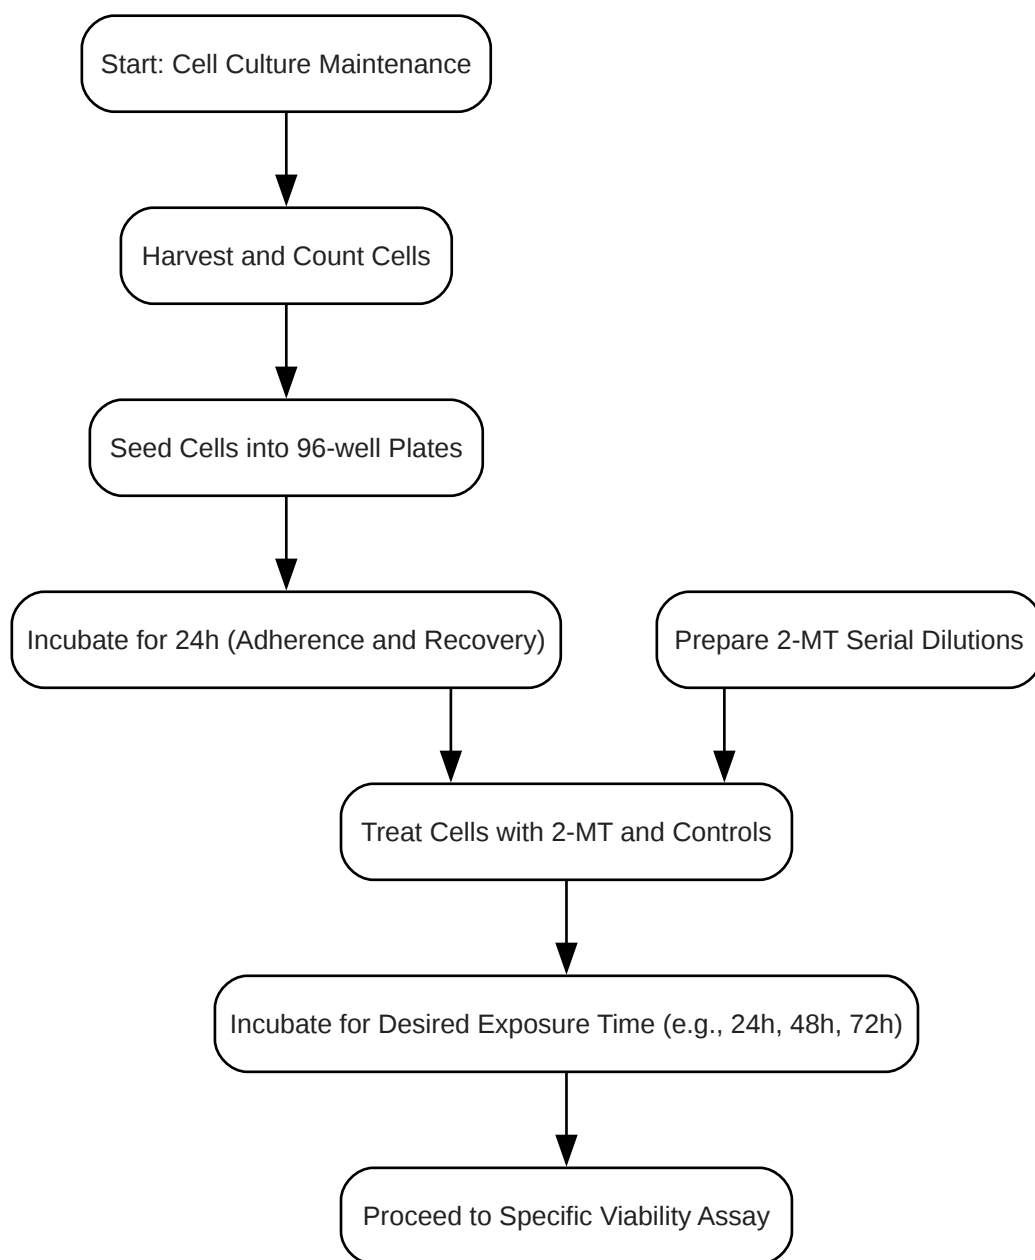 Start: Cell Culture Maintenance
Harvest and Count Cells
Seed Cells into 96-well Plates
Incubate for 24h (Adherence and Recovery)
Prepare 2-MT Serial Dilutions
Treat Cells with 2-MT and Controls
Incubate for Desired Exposure Time (e.g., 24h, 48h, 72h)
Proceed to Specific Viability Assay